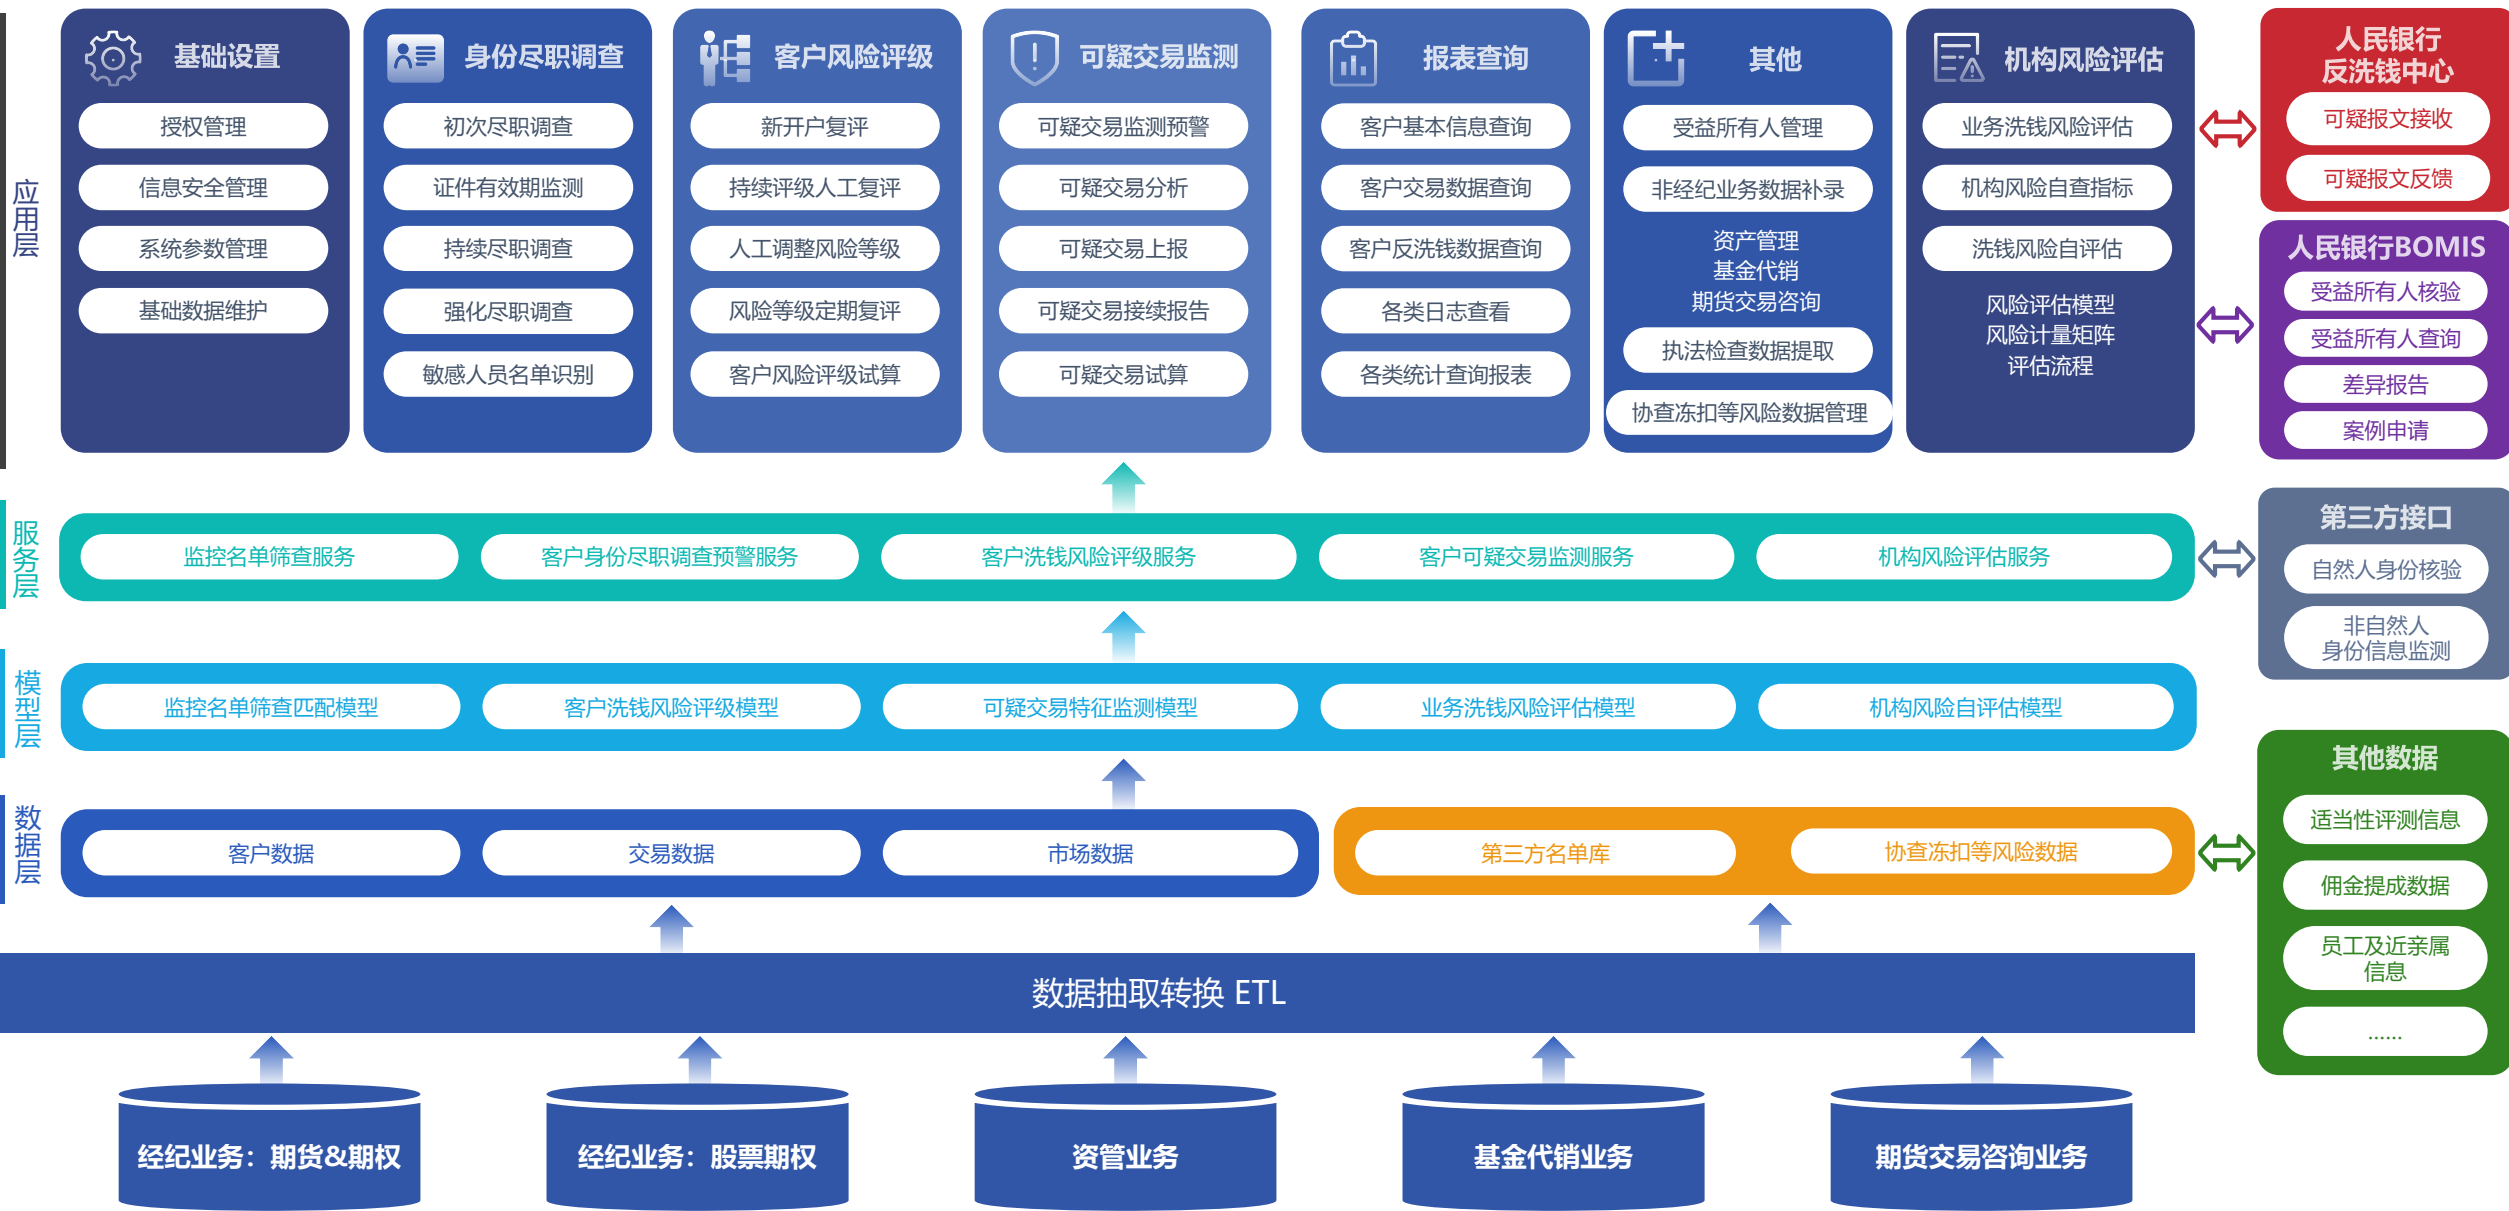 应用层
基础设置
授权管理
信息安全管理
系统参数管理
基础数据维护
身份尽职调查
初次尽职调查
证件有效期监测
持续尽职调查
强化尽职调查
敏感人员名单识别
客户风险评级
新开户复评
持续评级人工复评
人工调整风险等级
风险等级定期复评
客户风险评级试算
可疑交易监测
可疑交易监测预警
可疑交易分析
可疑交易上报
可疑交易接续报告
可疑交易试算
报表查询
客户基本信息查询
客户交易数据查询
客户反洗钱数据查询
各类日志查看
各类统计查询报表
其他
受益所有人管理
非经纪业务数据补录
资产管理
基金代销
期货交易咨询
执法检查数据提取
协查冻扣等风险数据管理
机构风险评估
业务洗钱风险评估
机构风险自查指标
洗钱风险自评估
风险评估模型
风险计量矩阵
评估流程
人民银行
反洗钱中心
可疑报文接收
可疑报文反馈
人民银行BOMIS
受益所有人核验
受益所有人查询
差异报告
案例申请
服务层
监控名单筛查服务
客户身份尽职调查预警服务
客户洗钱风险评级服务
客户可疑交易监测服务
机构风险评估服务
第三方接口
自然人身份核验
非自然人
身份信息监测
模型层
监控名单筛查匹配模型
客户洗钱风险评级模型
可疑交易特征监测模型
业务洗钱风险评估模型
机构风险自评估模型
数据层
客户数据
交易数据
市场数据
第三方名单库
协查冻扣等风险数据
其他数据
适当性评测信息
佣金提成数据
员工及近亲属
信息
......
数据抽取转换 ETL
经纪业务：期货&期权
经纪业务：股票期权
资管业务
基金代销业务
期货交易咨询业务